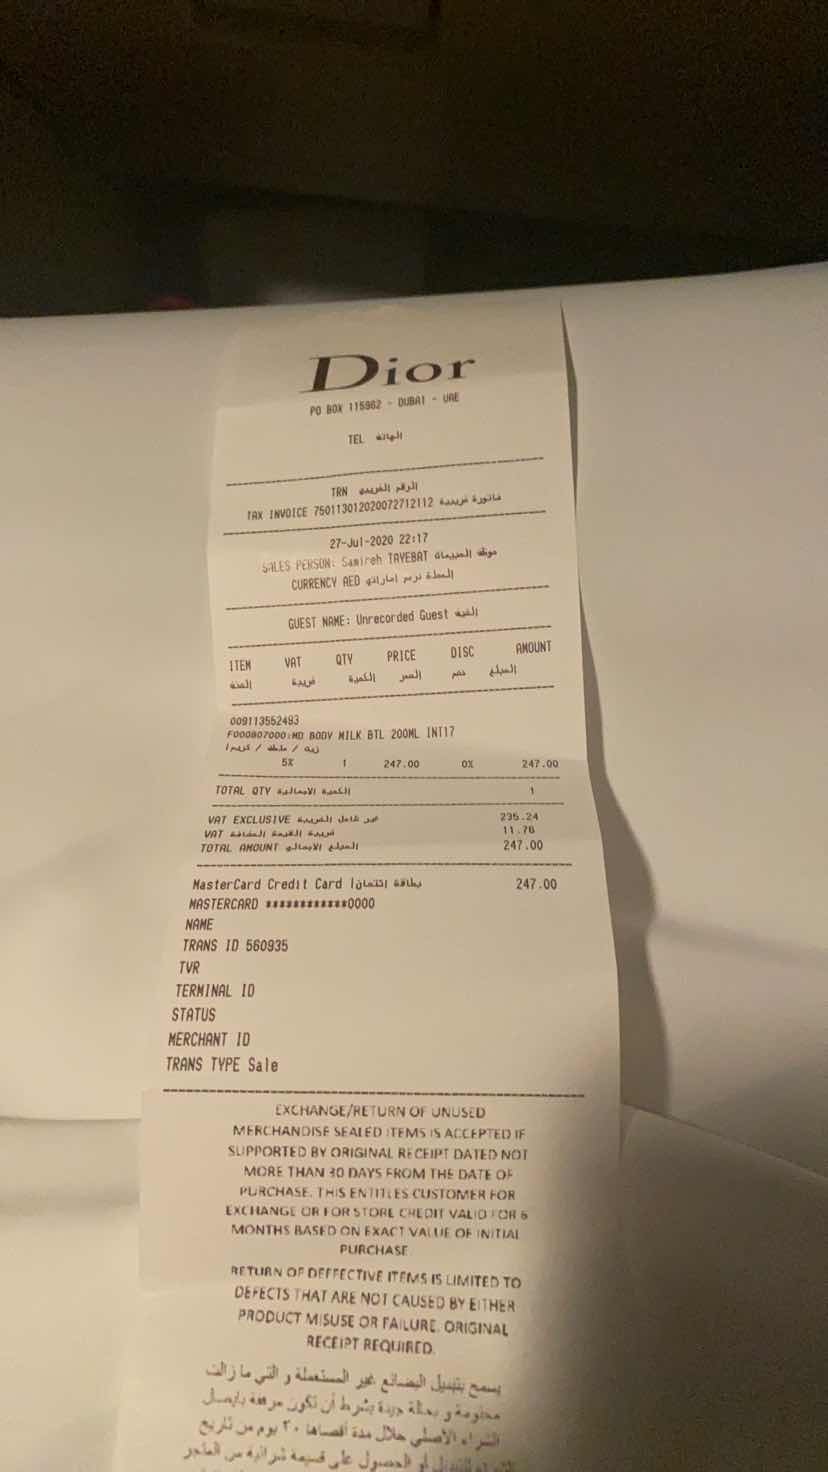 Dior
PO BOX 115962 - DUBAI - UAE
TEL الهاتف
TRN الرقم الضريبي
TAX INVOICE 750113012020072712112 فاتورة ضريبية
27-Jul-2020 22:17
SALES PERSON: Samireh TAYEBAT موظف المبيعات
CURRENCY AED العملة درهم إماراتي
GUEST NAME: Unrecorded Guest الضيف
ITEM VAT QTY PRICE DISC AMOUNT
الصنف ضريبة الكمية السعر خصم المبلغ
009113552493
F000807000:MD BODY MILK BTL 200ML INT17
زيت / ملطف / كريم ا
5% 1 247.00 0% 247.00
TOTAL QTY الكمية الاجمالية 1
VAT EXCLUSIVE غير شامل الضريبة 235.24
VAT ضريبة القيمة المضافة 11.76
TOTAL AMOUNT المبلغ الاجمالي 247.00
MasterCard Credit Card بطاقة إئتمان ا 247.00
MASTERCARD ************0000
NAME
TRANS ID 560935
TVR
TERMINAL ID
STATUS
MERCHANT ID
TRANS TYPE Sale
EXCHANGE/RETURN OF UNUSED
MERCHANDISE SEALED ITEMS IS ACCEPTED IF
SUPPORTED BY ORIGINAL RECEIPT DATED NOT
MORE THAN 30 DAYS FROM THE DATE OF
PURCHASE. THIS ENTITLES CUSTOMER FOR
EXCHANGE OR FOR STORE CREDIT VALID FOR 6
MONTHS BASED ON EXACT VALUE OF INITIAL
PURCHASE
RETURN OF DEFFECTIVE ITEMS IS LIMITED TO
DEFECTS THAT ARE NOT CAUSED BY EITHER
PRODUCT MISUSE OR FAILURE. ORIGINAL
RECEIPT REQUIRED.
يسمح بتبديل البضائع غير المستعملة و التي ما زالت
مختومة و بحالة جيدة بشرط أن تكون مرفقة بإيصال
الشراء الأصلي خلال مدة أقصاها ٣٠ يوم من تاريخ
أو الحصول على قسيمة شرائية من المتجر